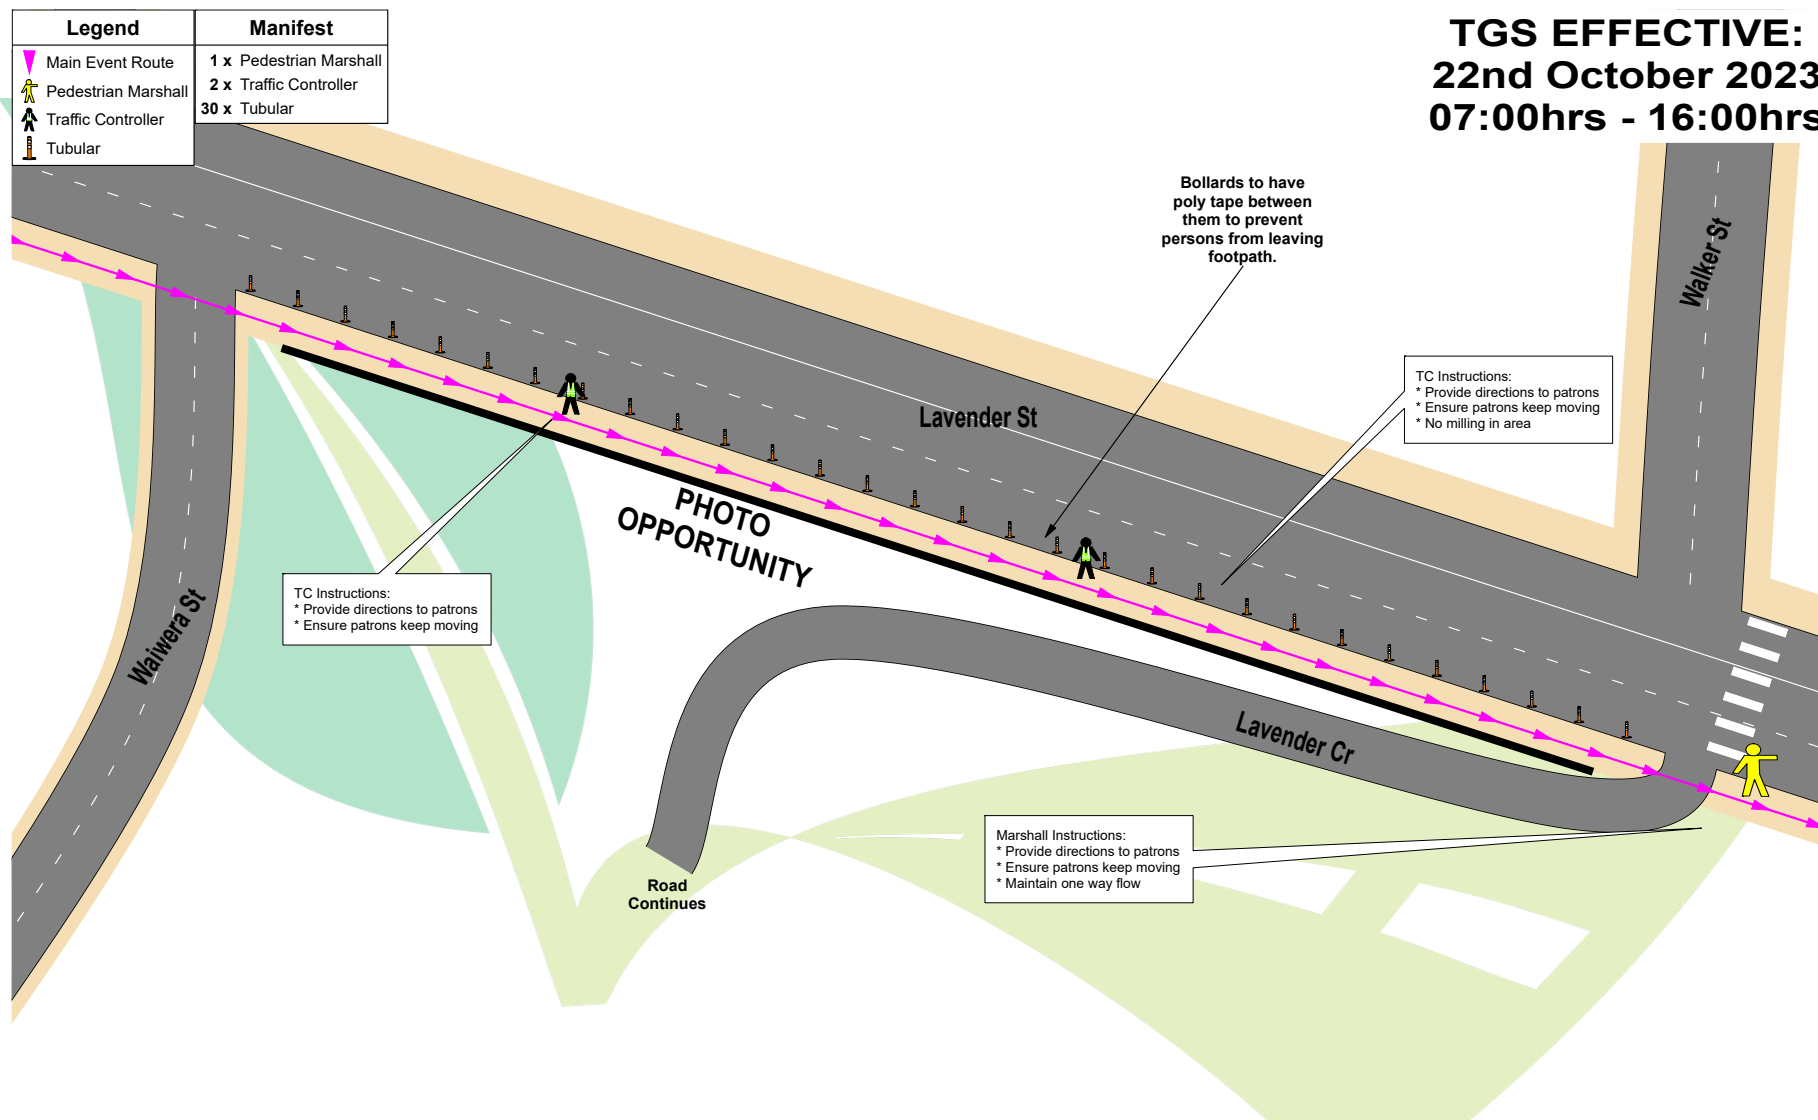 Legend
Main Event Route
Pedestrian Marshall
Traffic Controller
Tubular
Manifest
1 x Pedestrian Marshall
2 x Traffic Controller
30 x Tubular
TGS EFFECTIVE:
22nd October 2023
07:00hrs - 16:00hrs
Bollards to have
poly tape between
them to prevent
persons from leaving
footpath.
Walker St
TC Instructions:
* Provide directions to patrons
* Ensure patrons keep moving
* No milling in area
Lavender St
PHOTO
OPPORTUNITY
TC Instructions:
* Provide directions to patrons
* Ensure patrons keep moving
Waiwera St
Lavender Cr
Marshall Instructions:
* Provide directions to patrons
* Ensure patrons keep moving
* Maintain one way flow
Road
Continues